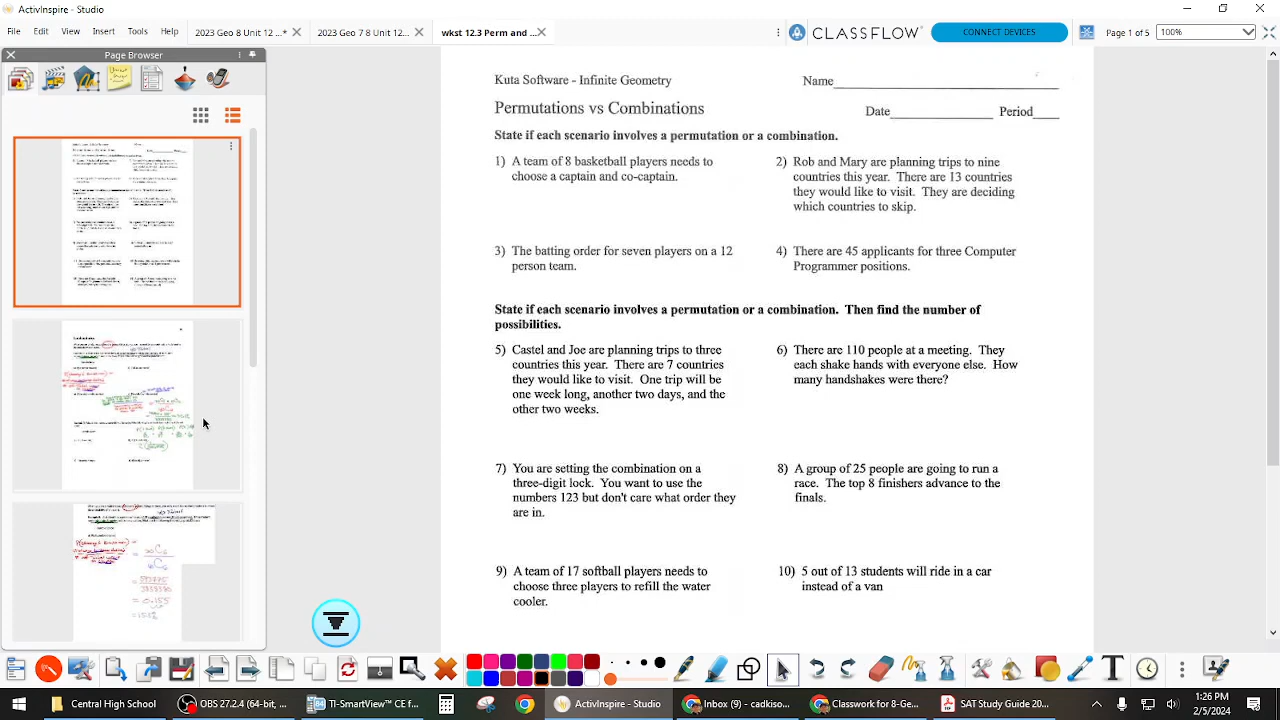 ActivInspire - Studio
File Edit View Insert Tools Help
2023 Geo 8 Unit 12...*
2023 Geo 7 8 Unit 12...
wkst 12.3 Perm and ...
CLASSFLOW
CONNECT DEVICES
Page 1 of 5
100%
Page Browser
Kuta Software - Infinite Geometry
Name
Permutations vs Combinations
Date Period
State if each scenario involves a permutation or a combination.
1) A team of 8 basketball players needs to
choose a captain and co-captain.
2) Rob and Mary are planning trips to nine
countries this year. There are 13 countries
they would like to visit. They are deciding
which countries to skip.
3) The batting order for seven players on a 12
person team.
4) There are 45 applicants for three Computer
Programmer positions.
State if each scenario involves a permutation or a combination. Then find the number of
possibilities.
5) Castel and Joe are planning trips to three
countries this year. There are 7 countries
they would like to visit. One trip will be
one week long, another two days, and the
other two weeks.
6) There are 110 people at a meeting. They
each shake hands with everyone else. How
many handshakes were there?
7) You are setting the combination on a
three-digit lock. You want to use the
numbers 123 but don't care what order they
are in.
8) A group of 25 people are going to run a
race. The top 8 finishers advance to the
finals.
9) A team of 17 softball players needs to
choose three players to refill the water
cooler.
10) 5 out of 13 students will ride in a car
instead of a van
Central High School
OBS 27.2.4 (64-bit, ...
T1-SmartView™ CE F...
ActivInspire - Studio
Inbox (9) - cadkiso...
Classwork for 8-Ge...
SAT Study Guide 20...
1:26 PM
2/5/2024